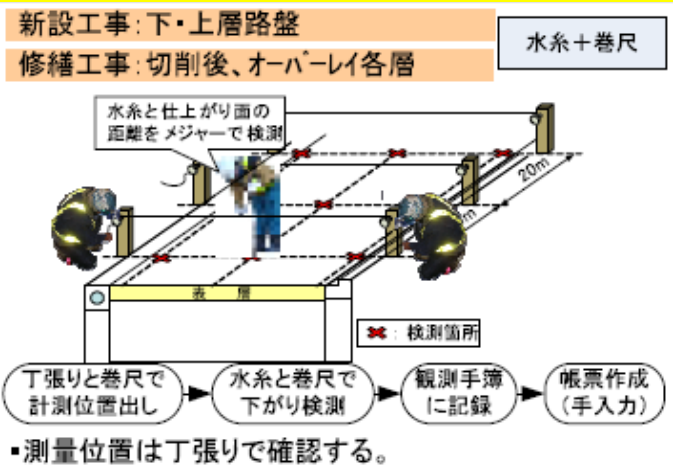 新設工事:下・上層路盤
修繕工事:切削後、オーバーレイ各層
水糸+巻尺
水糸と仕上がり面の
距離をメジャーで検測
20m
m
表 層
✖:検測箇所
丁張りと巻尺で
計測位置出し
水糸と巻尺で
下がり検測
観測手簿
に記録
帳票作成
(手入力)
▪測量位置は丁張りで確認する。